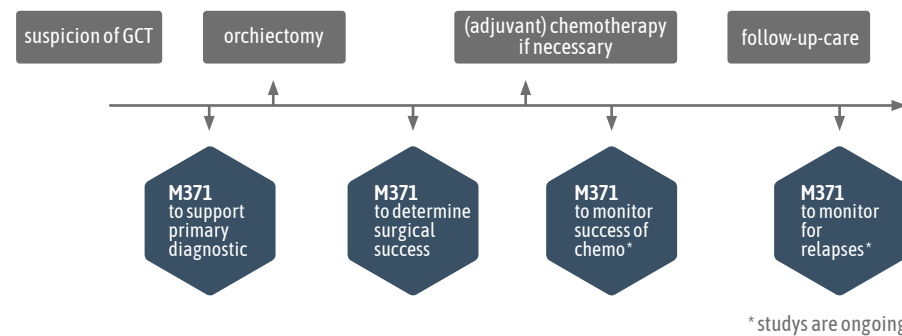 suspicion of GCT
orchiectomy
(adjuvant) chemotherapy
if necessary
follow-up-care
M371
to support
primary
diagnostic
M371
to determine
surgical
success
M371
to monitor
success of
chemo*
M371
to monitor
for
relapses*
* studys are ongoing